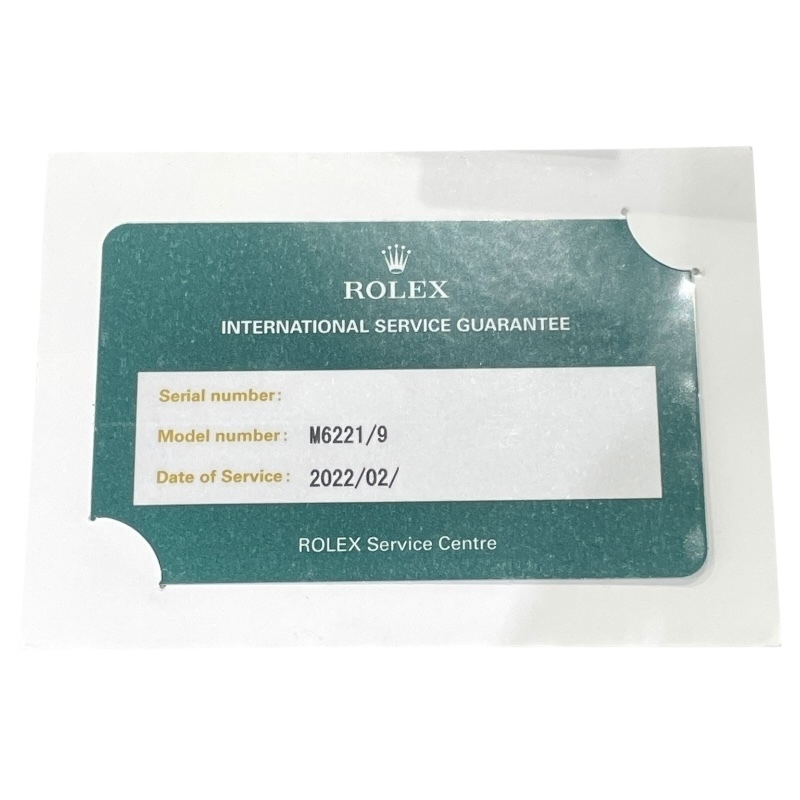 ROLEX
INTERNATIONAL SERVICE GUARANTEE
Serial number:
Model number: M6221/9
Date of Service: 2022/02/
ROLEX Service Centre